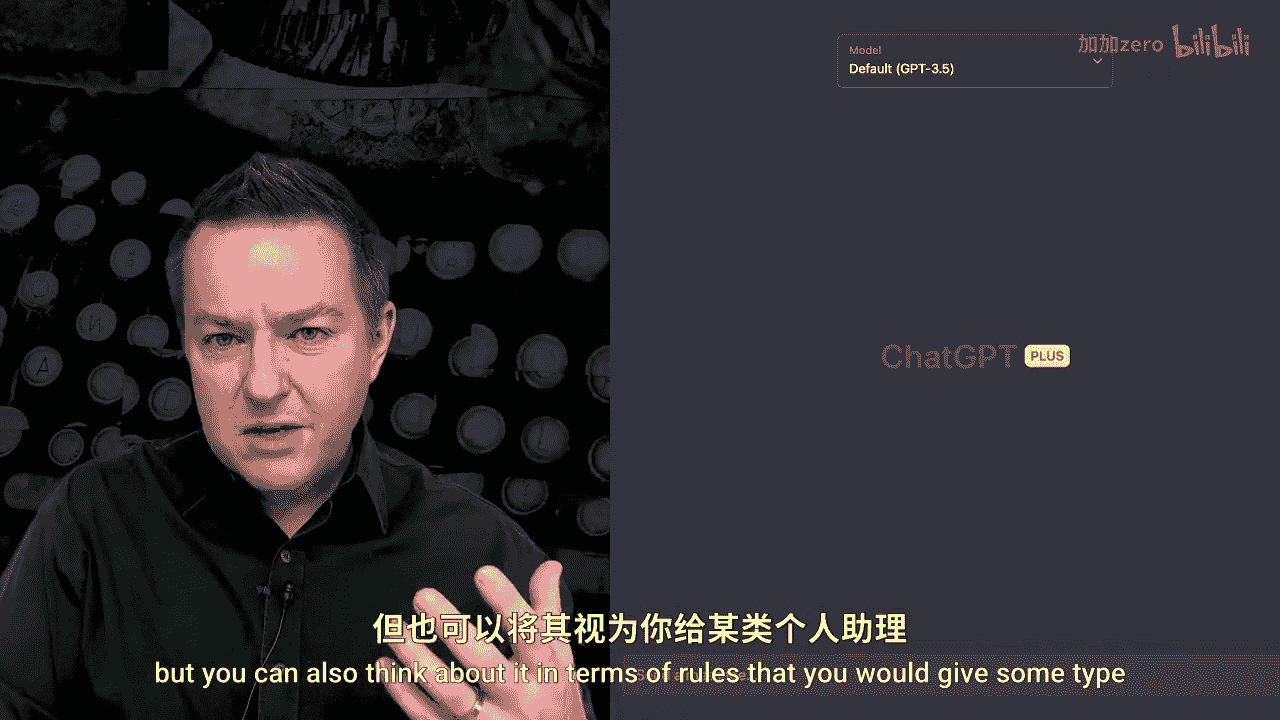 加加zero bilibili
Model
Default (GPT-3.5)
ChatGPT PLUS
但也可以将其视为你给某类个人助理
but you can also think about it in terms of rules that you would give some type